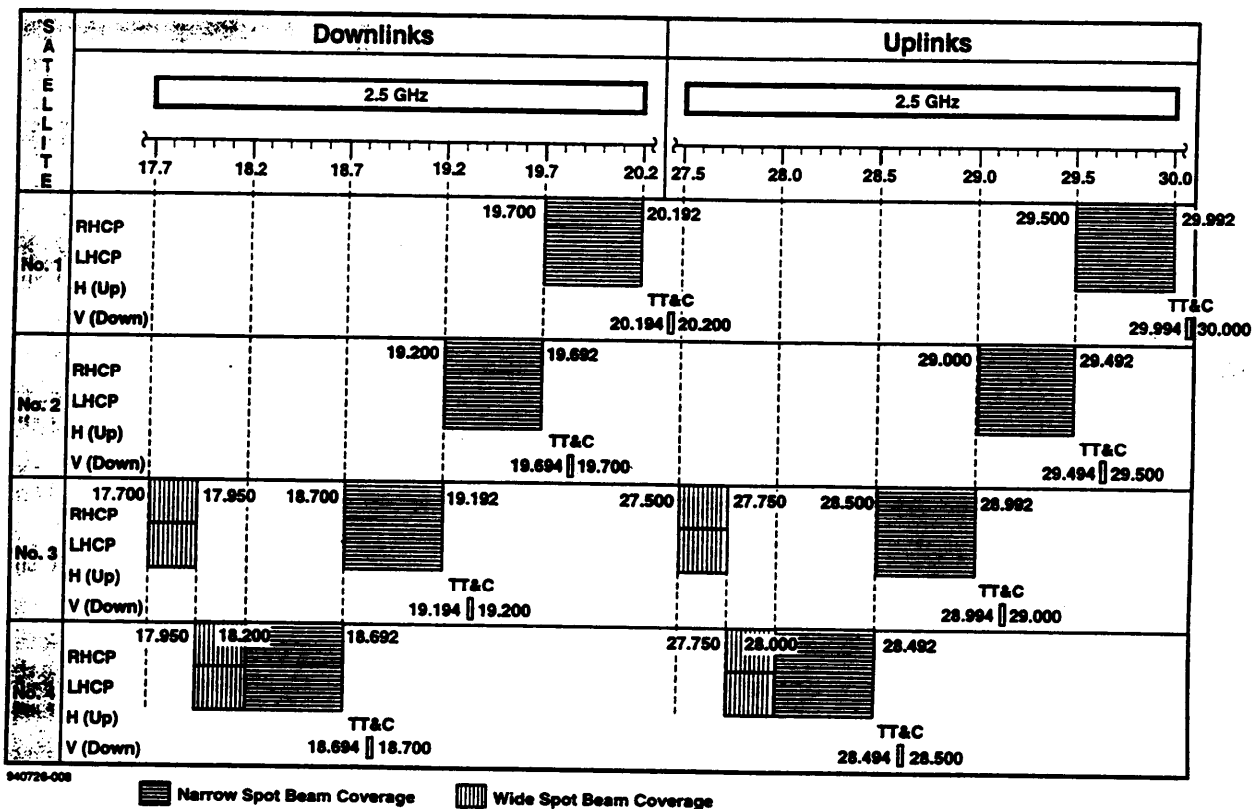 SATELLITE
Downlinks
Uplinks
2.5 GHz
2.5 GHz
17.7 18.2 18.7 19.2 19.7 20.2 27.5 28.0 28.5 29.0 29.5 30.0
No. 1
RHCP
LHCP
H (Up)
V (Down)
19.700 20.192
TT&C
20.194 20.200
29.500 29.992
TT&C
29.994 30.000
No. 2
RHCP
LHCP
H (Up)
V (Down)
19.200 19.692
TT&C
19.694 19.700
29.000 29.492
TT&C
29.494 29.500
No. 3
RHCP
LHCP
H (Up)
V (Down)
17.700 17.950 18.700 19.192
TT&C
19.194 19.200
27.500 27.750 28.500 28.992
TT&C
28.994 29.000
RHCP
LHCP
H (Up)
V (Down)
17.950 18.200 18.692
TT&C
18.694 18.700
27.750 28.000 28.492
TT&C
28.494 28.500
940726-008
Narrow Spot Beam Coverage
Wide Spot Beam Coverage